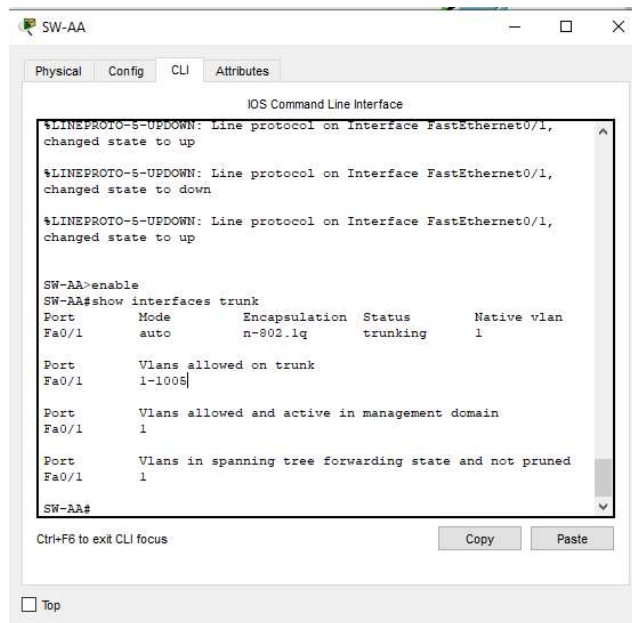 SW-AA
Physical Config CLI Attributes
IOS Command Line Interface
%LINEPROTO-5-UPDOWN: Line protocol on Interface FastEthernet0/1,
changed state to up
%LINEPROTO-5-UPDOWN: Line protocol on Interface FastEthernet0/1,
changed state to down
%LINEPROTO-5-UPDOWN: Line protocol on Interface FastEthernet0/1,
changed state to up
SW-AA>enable
SW-AA#show interfaces trunk
Port Mode Encapsulation Status Native vlan
Fa0/1 auto n-802.1q trunking 1
Port Vlans allowed on trunk
Fa0/1 1-1005
Port Vlans allowed and active in management domain
Fa0/1 1
Port Vlans in spanning tree forwarding state and not pruned
Fa0/1 1
SW-AA#
Ctrl+F6 to exit CLI focus
Copy Paste
Top